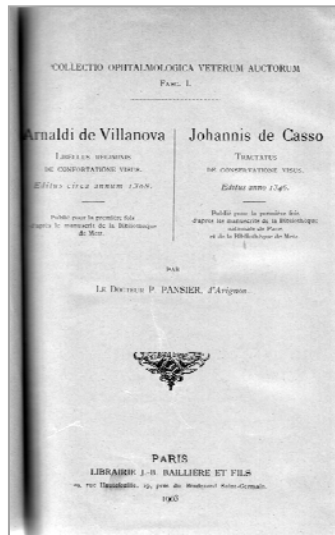 COLLECTIO OPHTALMOLOGICA VETERUM AUCTORUM
Fasc. I.
Arnaldi de Villanova
Libellus regiminis
de confortatione visus.
Editus circa annum 1308.
Publié pour la première fois
d'après le manuscrit de la Bibliothèque
de Metz
Johannis de Casso
Tractatus
de conservatione visus.
Editus anno 1346.
Publié pour la première fois
d'après les manuscrits de la Bibliothèque
nationale de Paris
et de la Bibliothèque de Metz
PAR
Le Docteur P. PANSIER, d'Avignon.
PARIS
LIBRAIRIE J.-B. BAILLIÈRE ET FILS
19, rue Hautefeuille, 19, près du Boulevard Saint-Germain.
1903